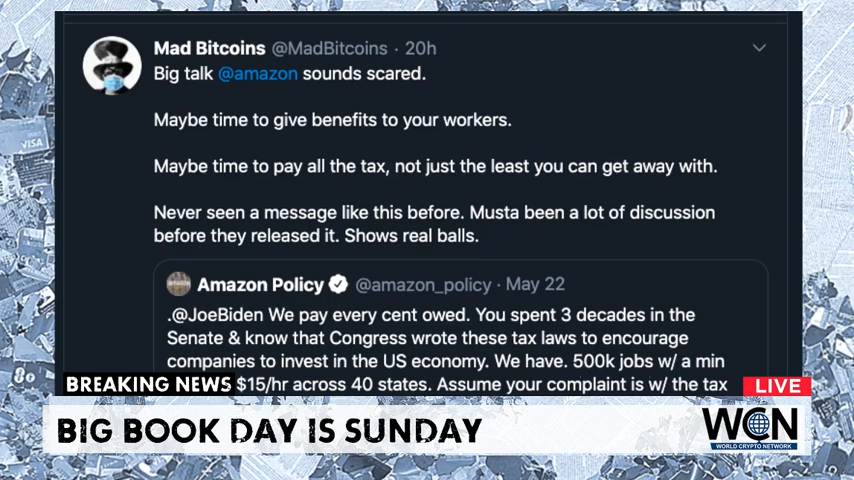 Mad Bitcoins @MadBitcoins · 20h
Big talk @amazon sounds scared.
Maybe time to give benefits to your workers.
Maybe time to pay all the tax, not just the least you can get away with.
Never seen a message like this before. Musta been a lot of discussion
before they released it. Shows real balls.
Amazon Policy @amazon_policy · May 22
.@JoeBiden We pay every cent owed. You spent 3 decades in the
Senate & know that Congress wrote these tax laws to encourage
companies to invest in the US economy. We have. 500k jobs w/ a min
$15/hr across 40 states. Assume your complaint is w/ the tax
BREAKING NEWS
LIVE
BIG BOOK DAY IS SUNDAY
WCN
WORLD CRYPTO NETWORK
VISA